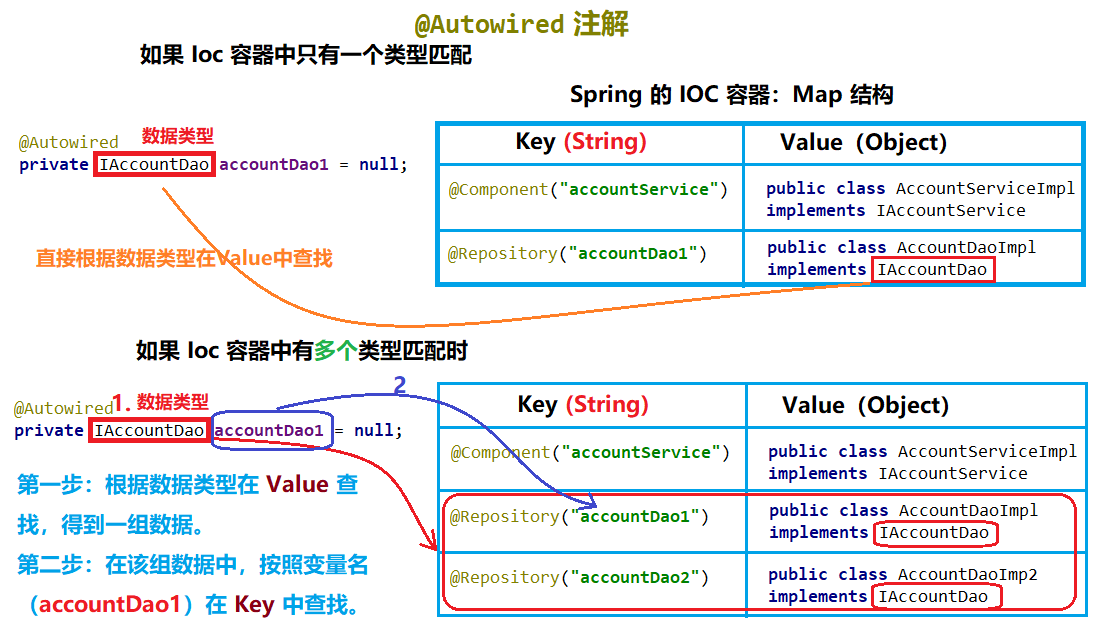 @Autowired 注解
如果 Ioc 容器中只有一个类型匹配
Spring 的 IOC 容器：Map 结构
@Autowired 数据类型
private IAccountDao accountDao1 = null;
直接根据数据类型在Value中查找
Key (String) Value（Object)
@Component("accountService") public class AccountServiceImpl
implements IAccountService
@Repository("accountDao1") public class AccountDaoImpl
implements IAccountDao
如果 Ioc 容器中有多个类型匹配时
@Autowired 1. 数据类型
2
private IAccountDao accountDao1 = null;
第一步：根据数据类型在 Value 查
找，得到一组数据。
第二步：在该组数据中，按照变量名
（accountDao1）在 Key 中查找。
Key (String) Value（Object)
@Component("accountService") public class AccountServiceImpl
implements IAccountService
@Repository("accountDao1") public class AccountDaoImpl
implements IAccountDao
@Repository("accountDao2") public class AccountDaoImp2
implements IAccountDao